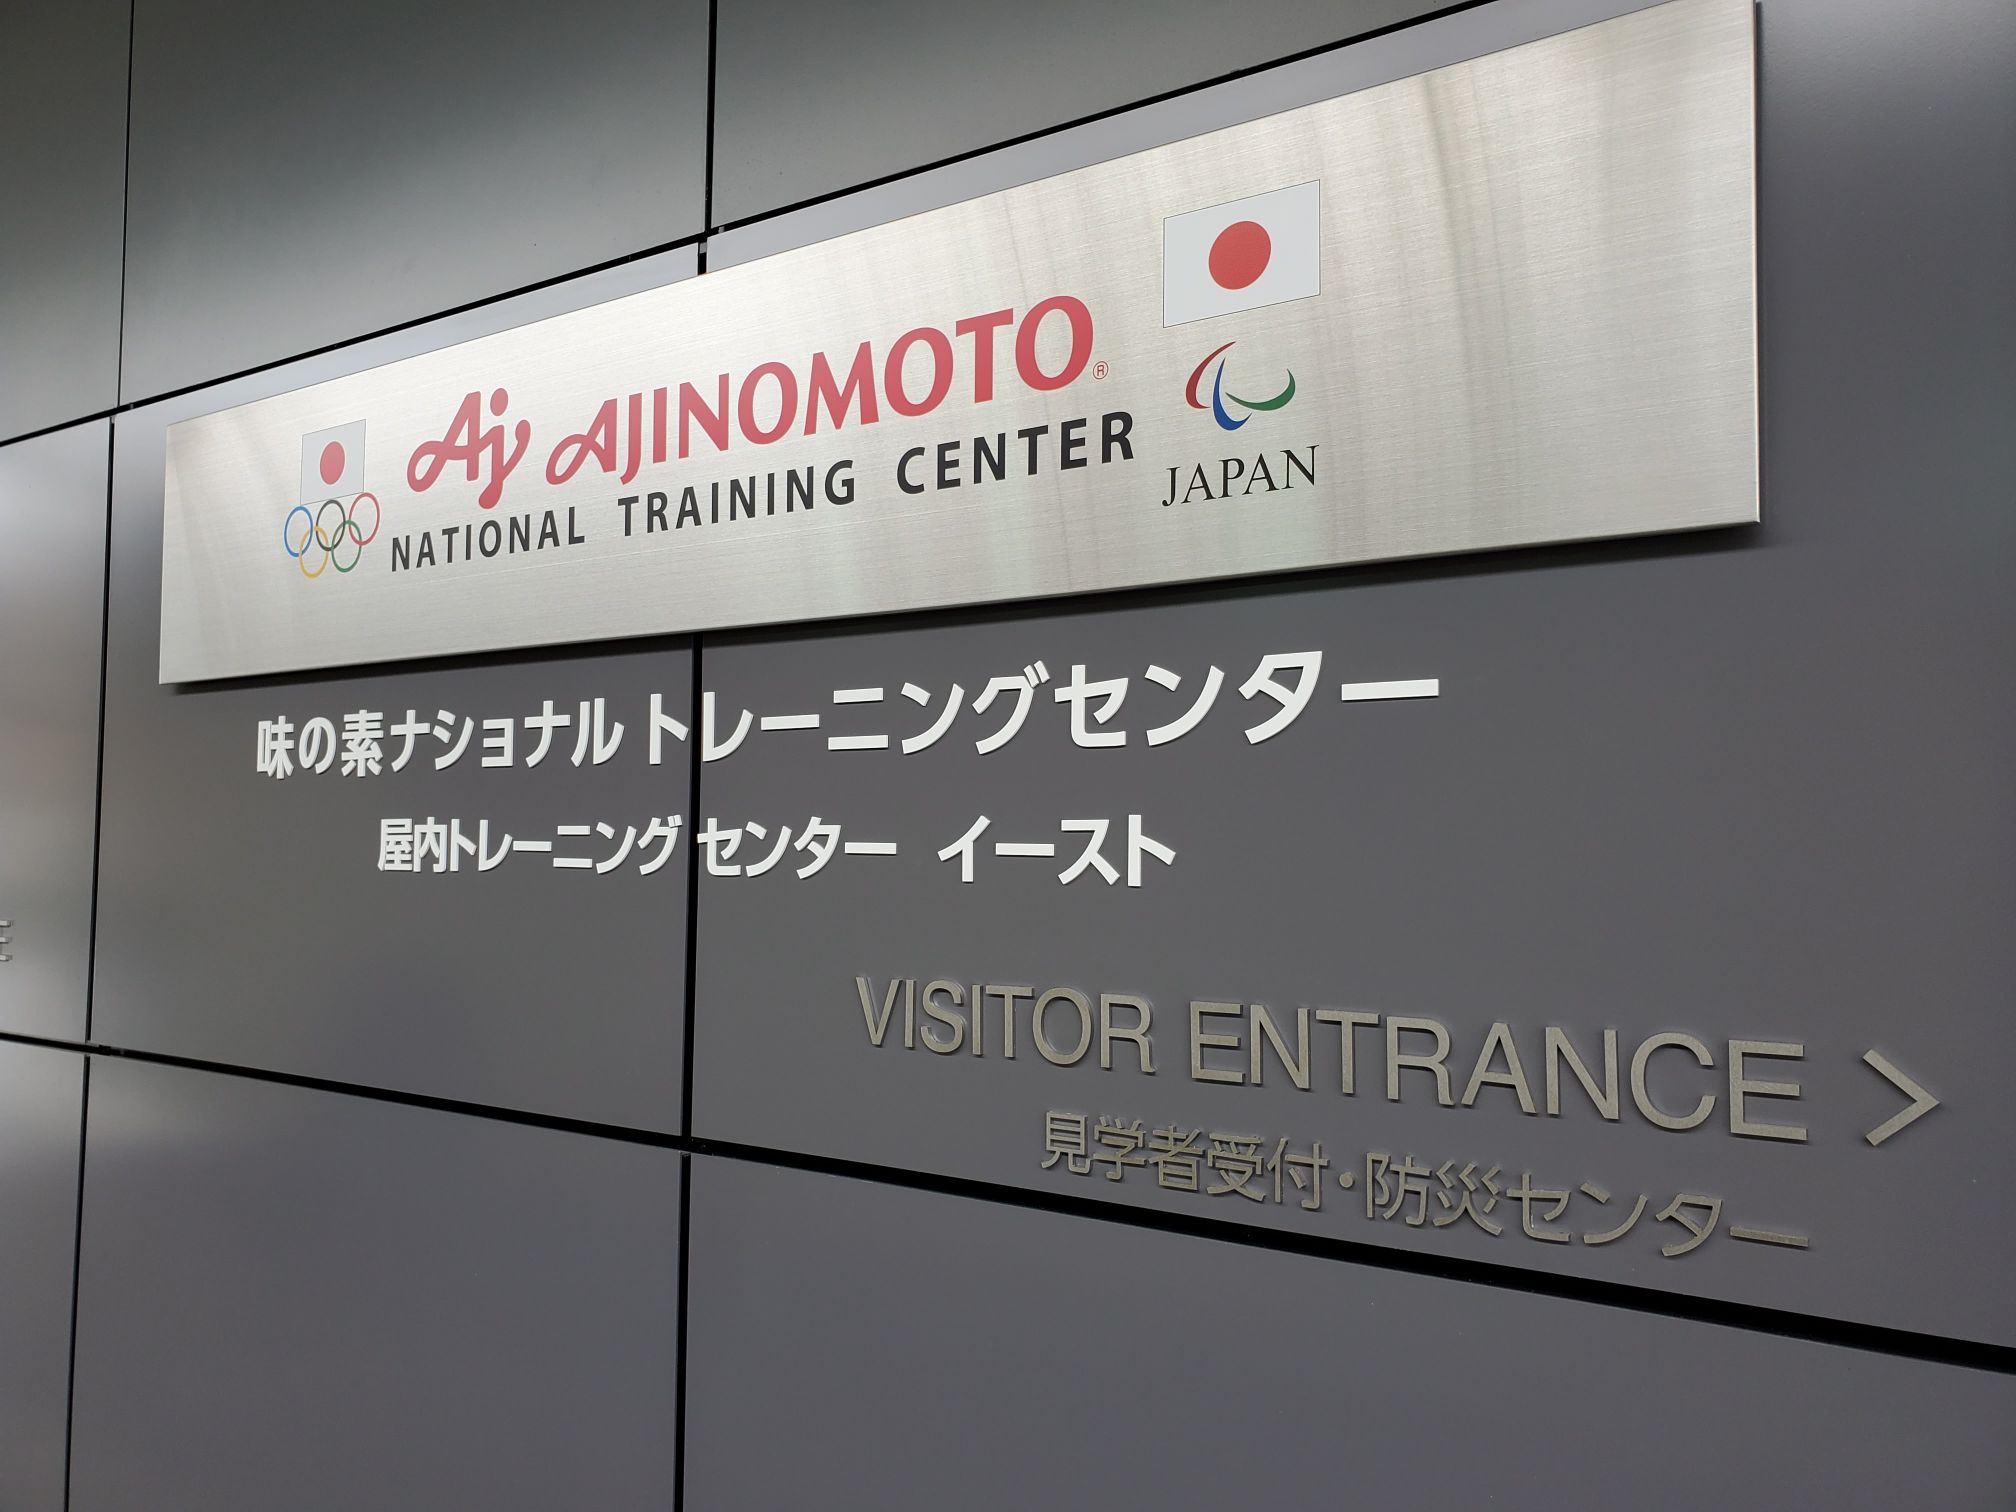 Aj AJINOMOTO®
NATIONAL TRAINING CENTER
JAPAN
味の素ナショナルトレーニングセンター
屋内トレーニングセンター イースト
VISITOR ENTRANCE >
見学者受付・防災センター